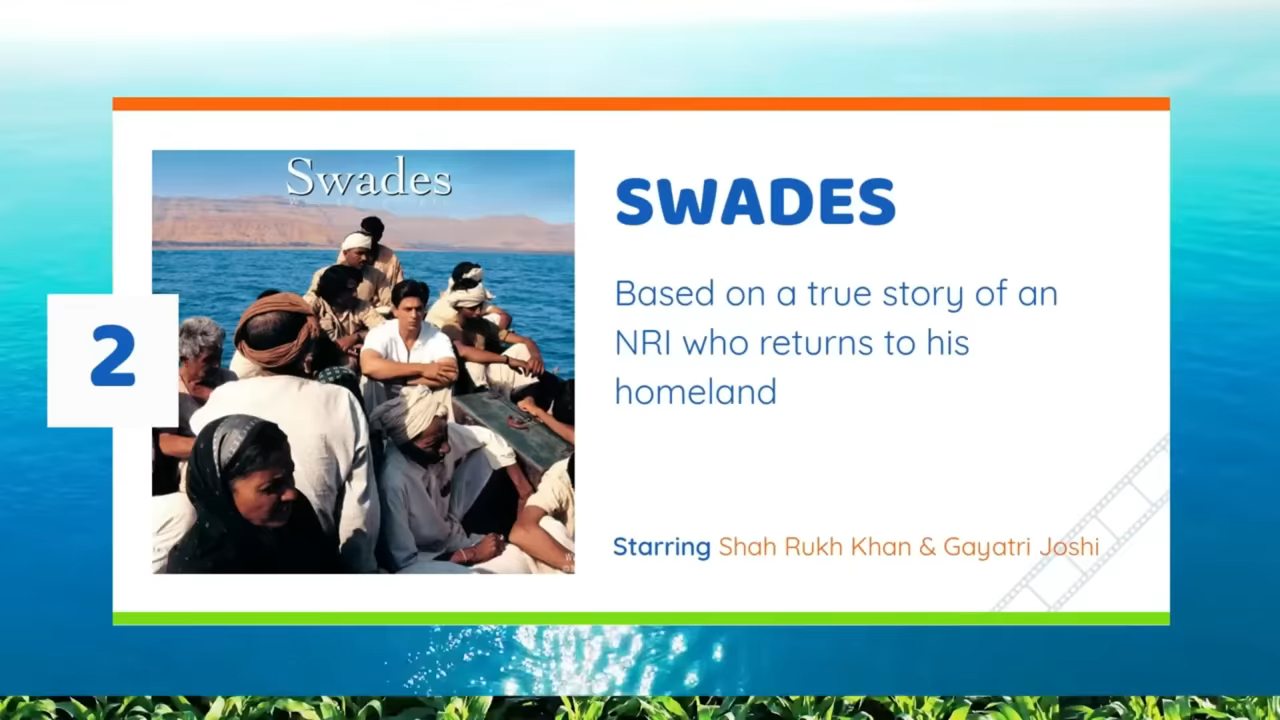 Swades
2
SWADES
Based on a true story of an
NRI who returns to his
homeland
Starring Shah Rukh Khan & Gayatri Joshi